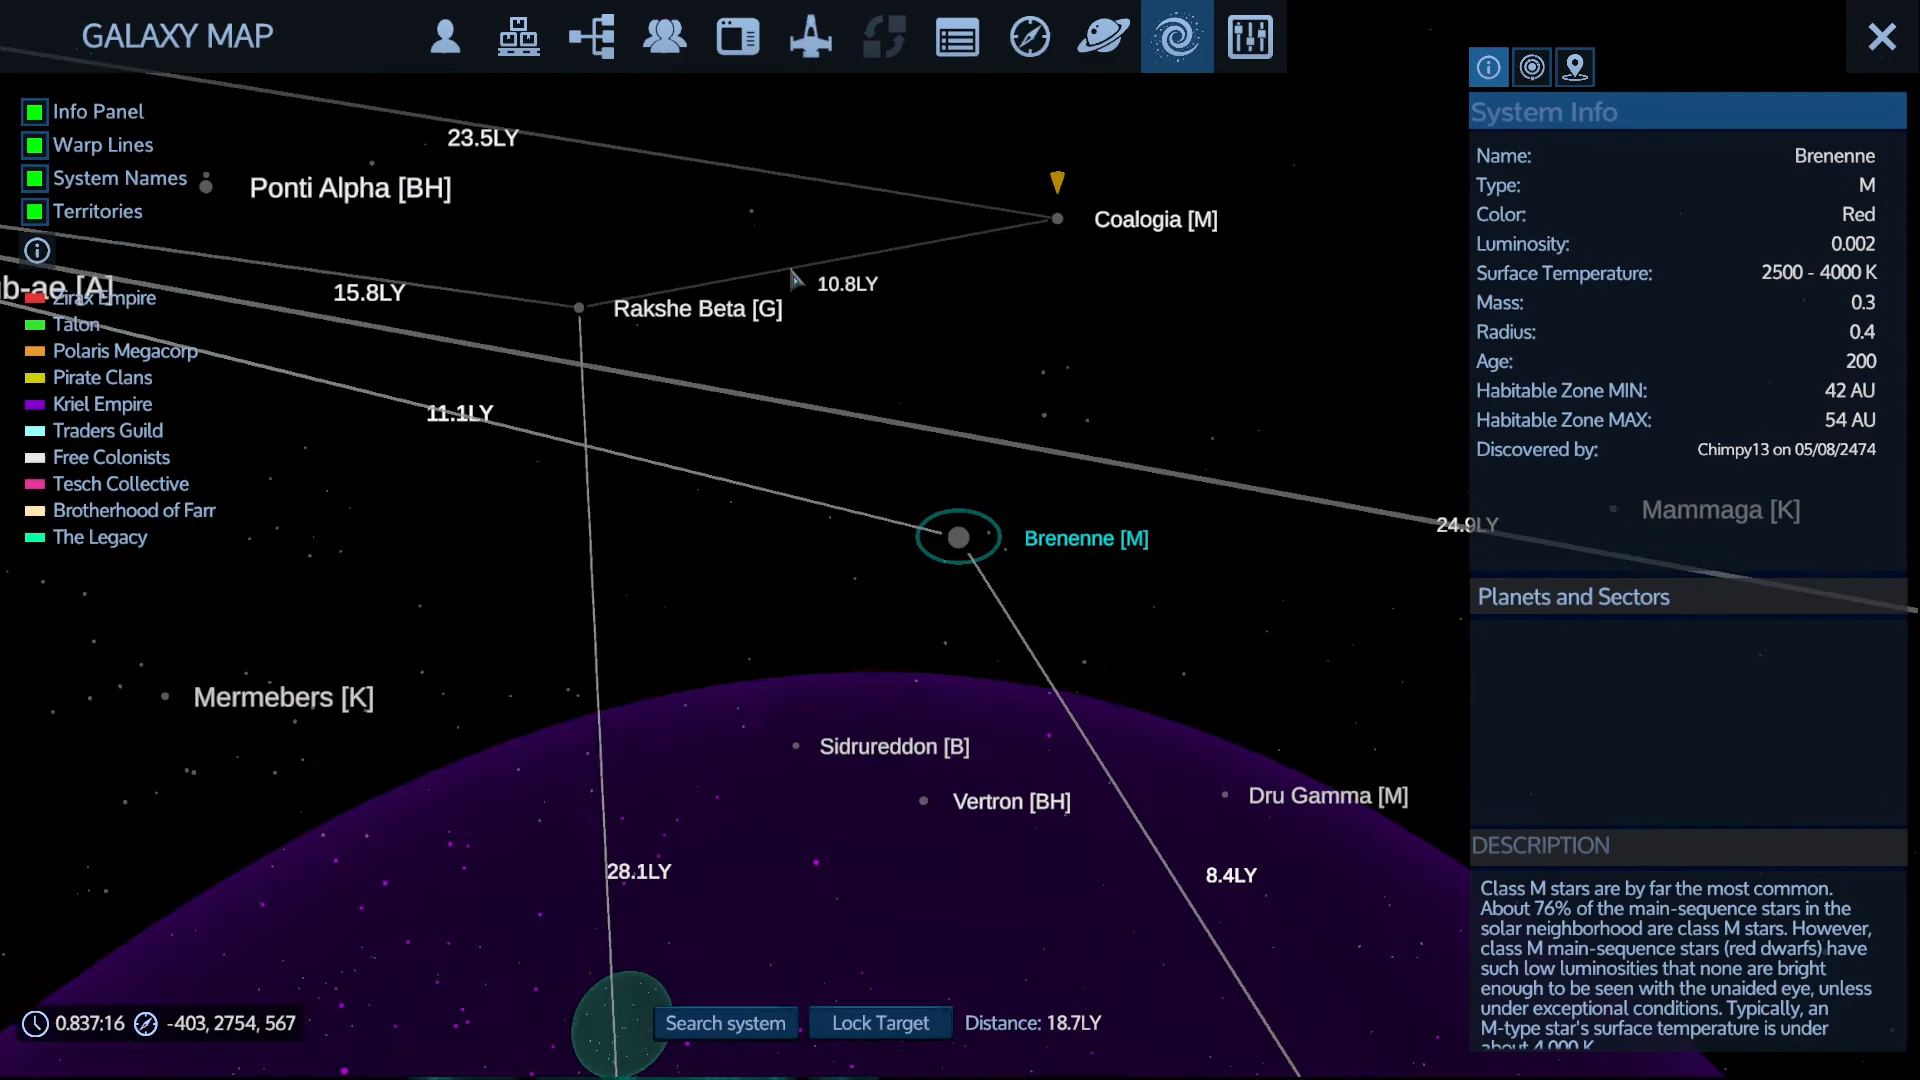 GALAXY MAP
Info Panel
Warp Lines
System Names
Territories
Zirax Empire
Talon
Polaris Megacorp
Pirate Clans
Kriel Empire
Traders Guild
Free Colonists
Tesch Collective
Brotherhood of Farr
The Legacy
23.5LY
Ponti Alpha [BH]
Coalogia [M]
b-ae [A]
15.8LY
10.8LY
Rakshe Beta [G]
11.1LY
24.9LY
Brenenne [M]
Mermebers [K]
Sidrureddon [B]
Vertron [BH]
Dru Gamma [M]
28.1LY
8.4LY
0.837:16
-403, 2754, 567
Search system
Lock Target
Distance: 18.7LY
System Info
Name: Brenenne
Type: M
Color: Red
Luminosity: 0.002
Surface Temperature: 2500 - 4000 K
Mass: 0.3
Radius: 0.4
Age: 200
Habitable Zone MIN: 42 AU
Habitable Zone MAX: 54 AU
Discovered by: Chimpy13 on 05/08/2474
Mammaga [K]
Planets and Sectors
DESCRIPTION
Class M stars are by far the most common.
About 76% of the main-sequence stars in the
solar neighborhood are class M stars. However,
class M main-sequence stars (red dwarfs) have
such low luminosities that none are bright
enough to be seen with the unaided eye, unless
under exceptional conditions. Typically, an
M-type star's surface temperature is under
about 4,000 K